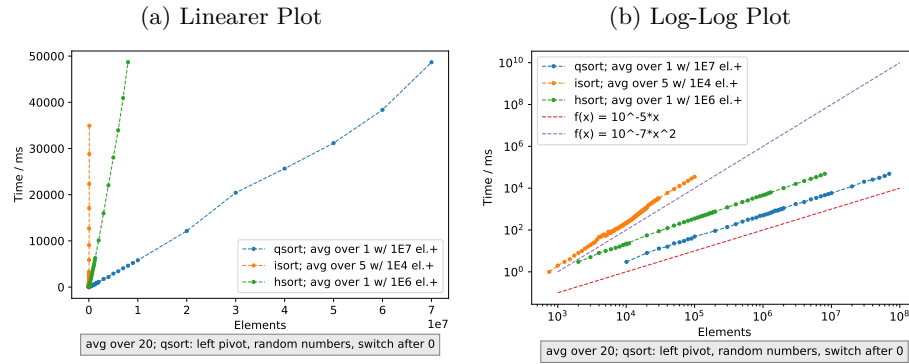 (a) Linearer Plot
50000
40000
30000
20000
10000
0
Time / ms
qsort; avg over 1 w/ 1E7 el.+
isort; avg over 5 w/ 1E4 el.+
hsort; avg over 1 w/ 1E6 el.+
0 1 2 3 4 5 6 7
1e7
Elements
avg over 20; qsort: left pivot, random numbers, switch after 0
(b) Log-Log Plot
10^10
10^8
10^6
10^4
10^2
10^0
Time / ms
qsort; avg over 1 w/ 1E7 el.+
isort; avg over 5 w/ 1E4 el.+
hsort; avg over 1 w/ 1E6 el.+
f(x) = 10^-5*x
f(x) = 10^-7*x^2
10^3 10^4 10^5 10^6 10^7 10^8
Elements
avg over 20; qsort: left pivot, random numbers, switch after 0